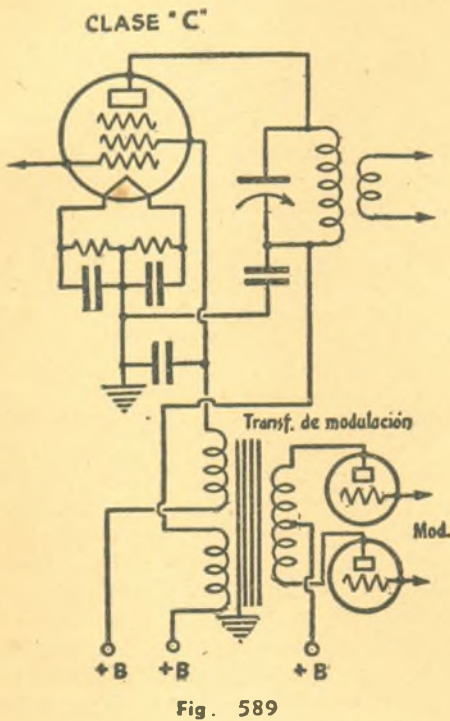 CLASE "C"
Transf. de modulación
Mod.
+B +B +B
Fig. 589